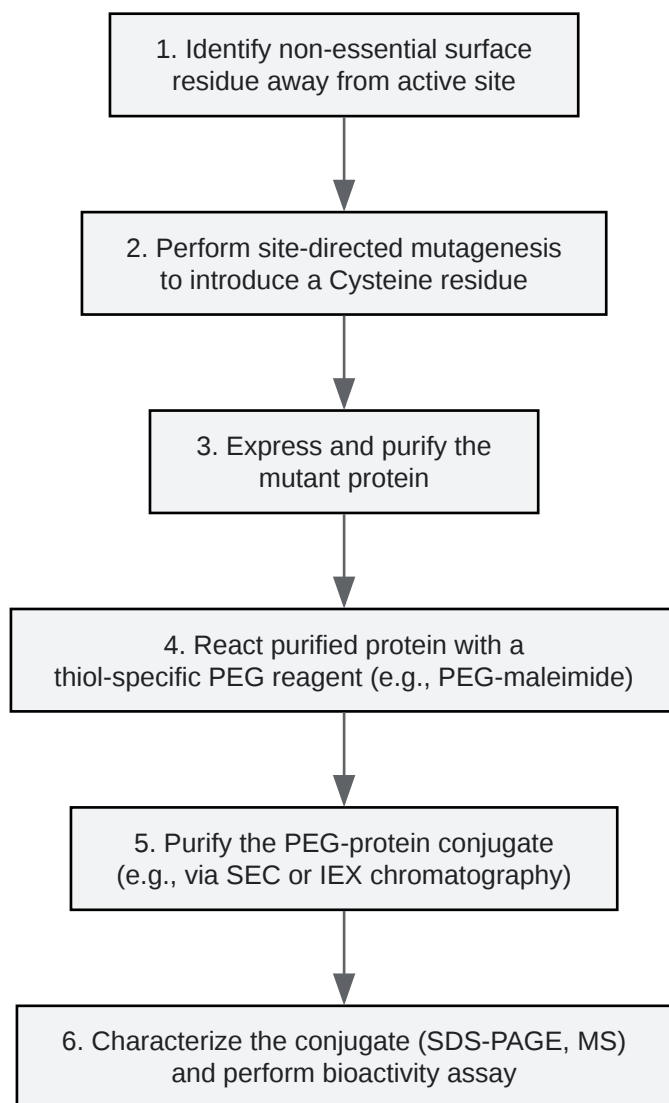 1. Identify non-essential surface
residue away from active site
2. Perform site-directed mutagenesis
to introduce a Cysteine residue
3. Express and purify the
mutant protein
4. React purified protein with a
thiol-specific PEG reagent (e.g., PEG-maleimide)
5. Purify the PEG-protein conjugate
(e.g., via SEC or IEX chromatography)
6. Characterize the conjugate (SDS-PAGE, MS)
and perform bioactivity assay